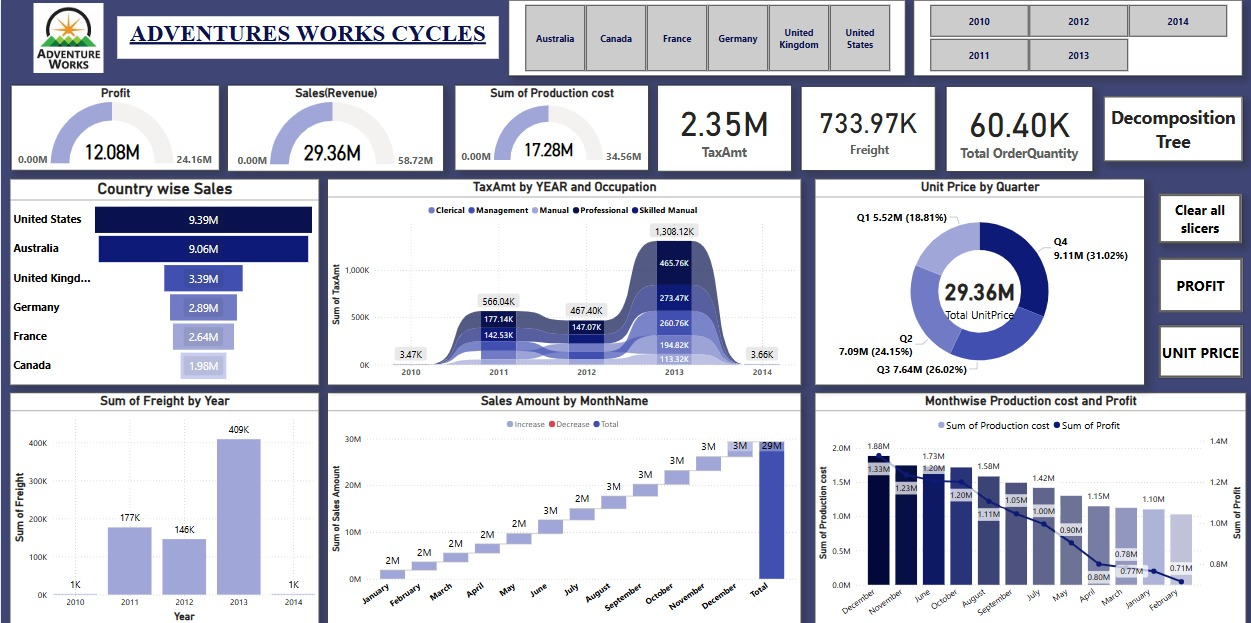 ADVENTURE
WORKS
ADVENTURES WORKS CYCLES
Australia
Canada
France
Germany
United
Kingdom
United
States
2010
2012
2014
2011
2013
Profit
0.00M
12.08M
24.16M
Sales(Revenue)
0.00M
29.36M
58.72M
Sum of Production cost
0.00M
17.28M
34.56M
2.35M
TaxAmt
733.97K
Freight
60.40K
Total OrderQuantity
Decomposition
Tree
Country wise Sales
United States 9.39M
Australia 9.06M
United Kingd... 3.39M
Germany 2.89M
France 2.64M
Canada 1.98M
TaxAmt by YEAR and Occupation
Clerical Management Manual Professional Skilled Manual
Sum of TaxAmt
1,000K
500K
0K
3.47K
566.04K
177.14K
142.53K
467.40K
147.07K
1,308.12K
465.76K
273.47K
260.76K
194.82K
113.32K
3.66K
2010 2011 2012 2013 2014
Unit Price by Quarter
Q1 5.52M (18.81%)
Q4
9.11M (31.02%)
29.36M
Total UnitPrice
Q2
7.09M (24.15%)
Q3 7.64M (26.02%)
Clear all
slicers
PROFIT
UNIT PRICE
Sum of Freight by Year
Sum of Freight
400K
300K
200K
100K
0K
1K
177K
146K
409K
1K
2010 2011 2012 2013 2014
Year
Sales Amount by MonthName
Increase Decrease Total
Sum of Sales Amount
30M
20M
10M
0M
2M
2M
2M
2M
2M
3M
2M
3M
3M
3M
3M
3M
29M
January February March April May June July August September October November December Total
Monthwise Production cost and Profit
Sum of Production cost Sum of Profit
Sum of Production cost
2.0M
1.5M
1.0M
0.5M
0.0M
1.88M
1.33M
1.23M
1.73M
1.20M
1.20M
1.58M
1.11M
1.05M
1.42M
1.00M
0.90M
1.15M
0.80M
0.78M
0.77M
1.10M
0.71M
1.4M
1.2M
1.0M
0.8M
Sum of Profit
December November June October August September July May April March January February